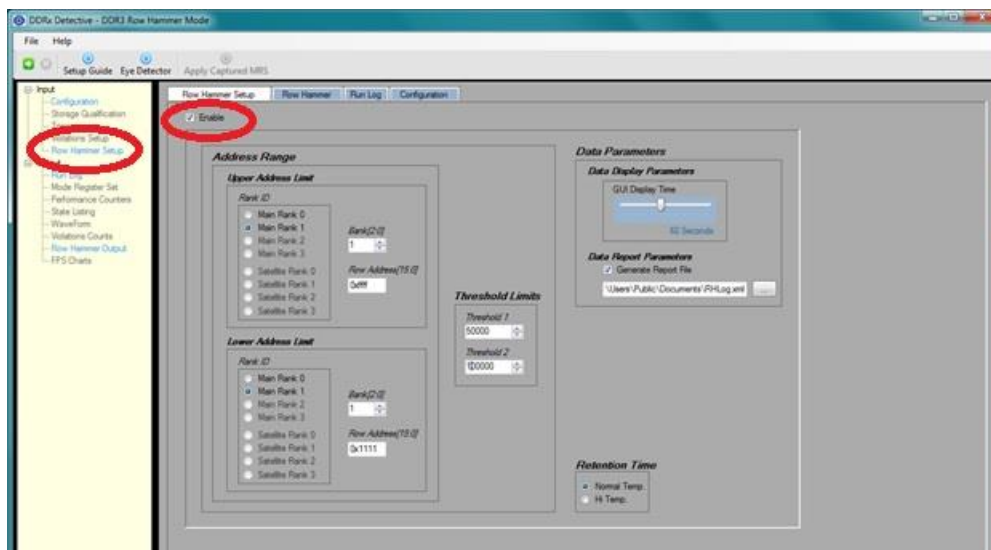 DDRx Detective - DDR3 Row Hammer Mode
File Help
Setup Guide Eye Detector Apply Captured MRS
Input
Configuration
Storage Qualification
Violations Setup
Row Hammer Setup
Run Log
Mode Register Set
Performance Counters
State Listing
Waveform
Violations Counts
Row Hammer Output
FPS Charts
Row Hammer Setup Row Hammer Run Log Configuration
Enable
Address Range
Upper Address Limit
Rank ID
Main Rank 0
Main Rank 1
Main Rank 2
Main Rank 3
Satellite Rank 0
Satellite Rank 1
Satellite Rank 2
Satellite Rank 3
Bank[2:0]
1
Row Address[15:0]
0xffff
Lower Address Limit
Rank ID
Main Rank 0
Main Rank 1
Main Rank 2
Main Rank 3
Satellite Rank 0
Satellite Rank 1
Satellite Rank 2
Satellite Rank 3
Bank[2:0]
1
Row Address[15:0]
0x1111
Threshold Limits
Threshold 1
50000
Threshold 2
100000
Data Parameters
Data Display Parameters
GUI Display Time
Seconds
Data Report Parameters
Generate Report File
\Users\Public\Documents\RHLog.xml
...
Retention Time
Normal Temp.
Hi Temp.